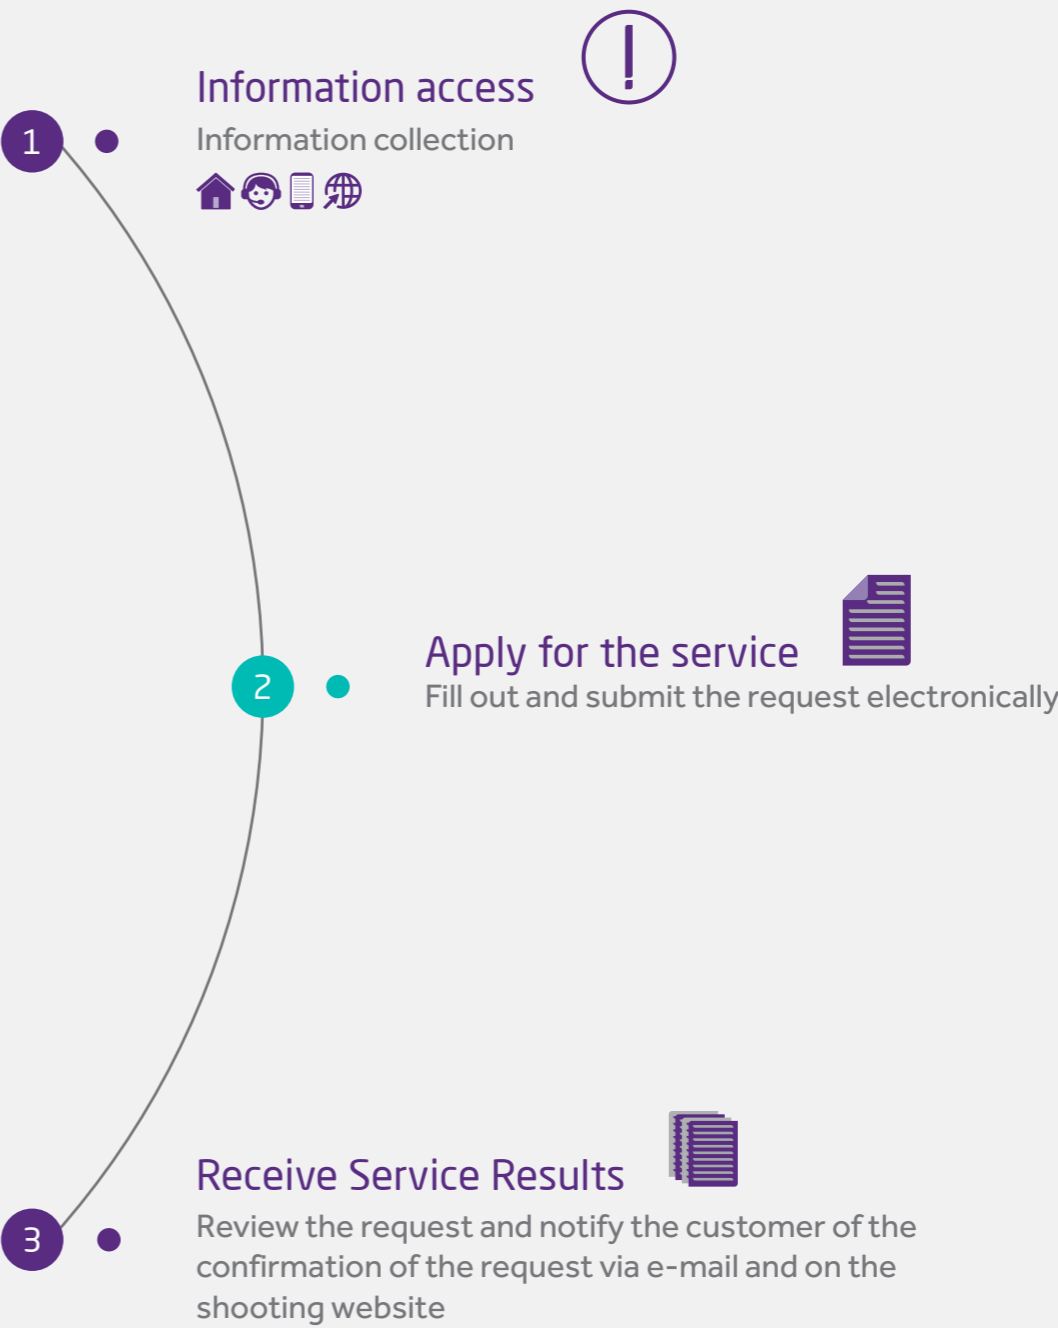 Information access
1
Information collection
Apply for the service
2
Fill out and submit the request electronically
Receive Service Results
3
Review the request and notify the customer of the
confirmation of the request via e-mail and on the
shooting website